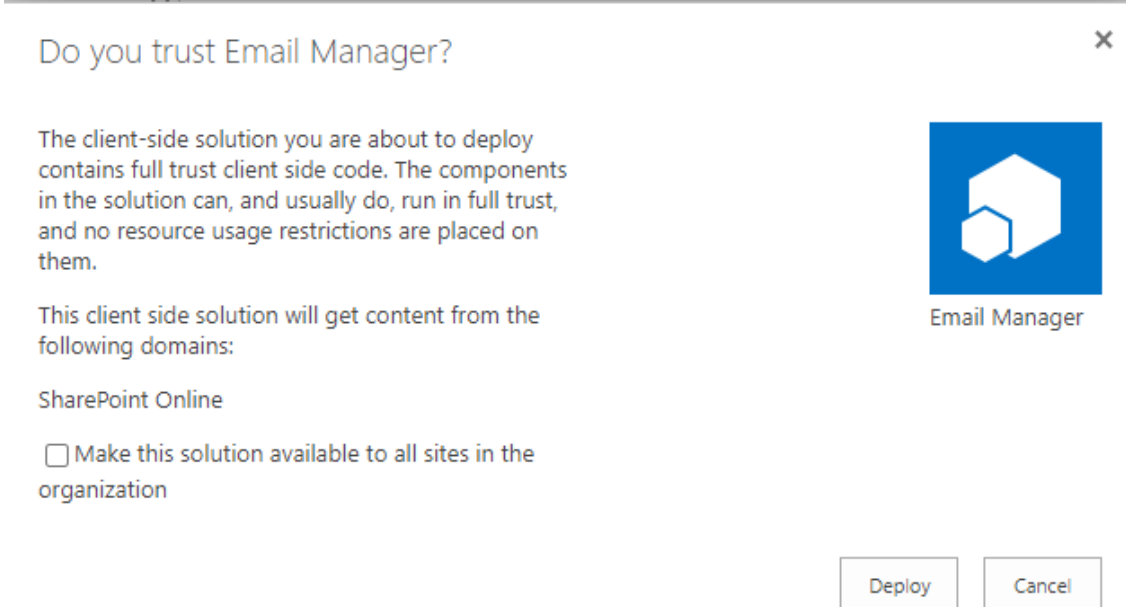 Do you trust Email Manager?
The client-side solution you are about to deploy
contains full trust client side code. The components
in the solution can, and usually do, run in full trust,
and no resource usage restrictions are placed on
them.
This client side solution will get content from the
following domains:
SharePoint Online
Make this solution available to all sites in the
organization
Email Manager
Deploy
Cancel